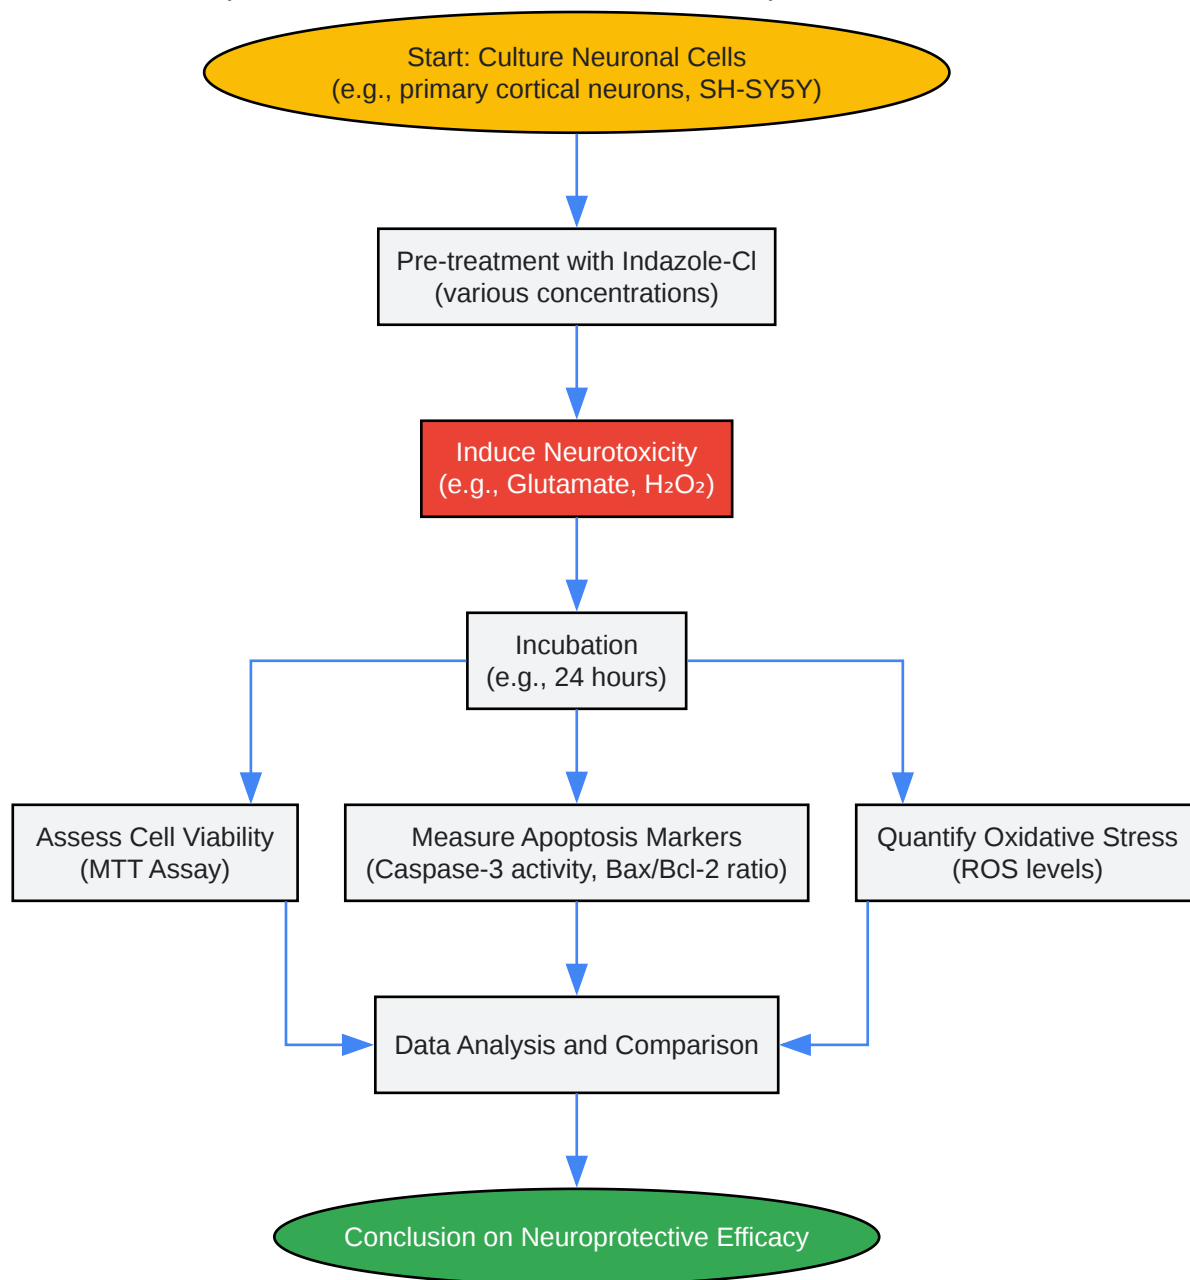 Start: Culture Neuronal Cells
(e.g., primary cortical neurons, SH-SY5Y)
Pre-treatment with Indazole-Cl
(various concentrations)
Induce Neurotoxicity
(e.g., Glutamate, H₂O₂)
Incubation
(e.g., 24 hours)
Assess Cell Viability
(MTT Assay)
Measure Apoptosis Markers
(Caspase-3 activity, Bax/Bcl-2 ratio)
Quantify Oxidative Stress
(ROS levels)
Data Analysis and Comparison
Conclusion on Neuroprotective Efficacy